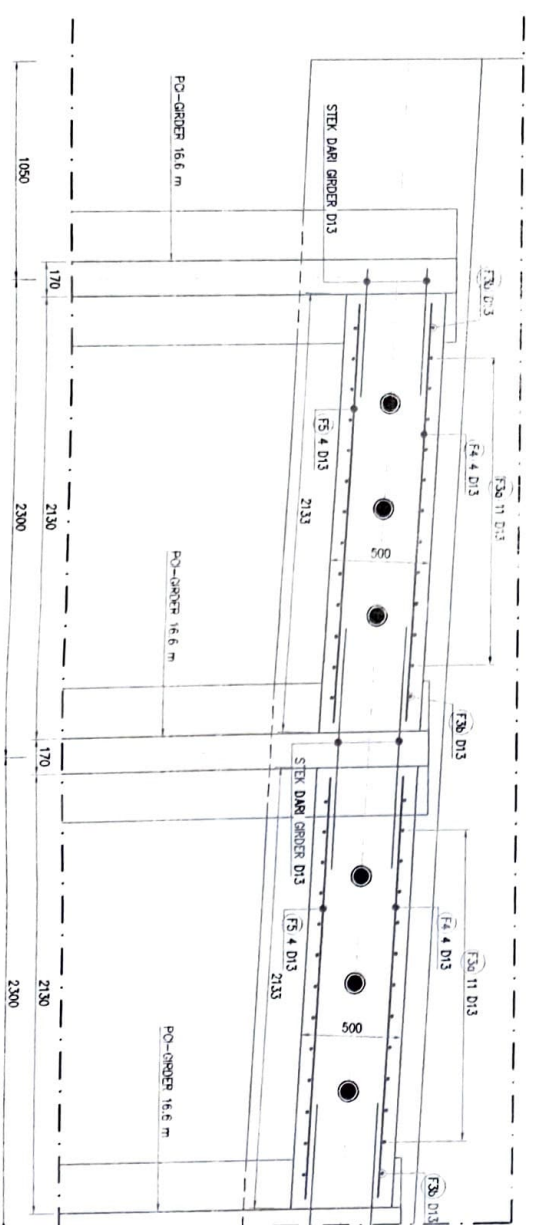 PCI-GIRDER 16.6 m
STEK DARI GIRDER D13
F3b D13
1050
170
F3a 11 D13
F4 4 D13
F5 4 D13
2133
500
2130
2300
PCI-GIRDER 16.6 m
F3b D13
170
STEK DARI GIRDER D13
F3a 11 D13
F4 4 D13
F5 4 D13
2133
500
2130
2300
PCI-GIRDER 16.6 m
F3b D13